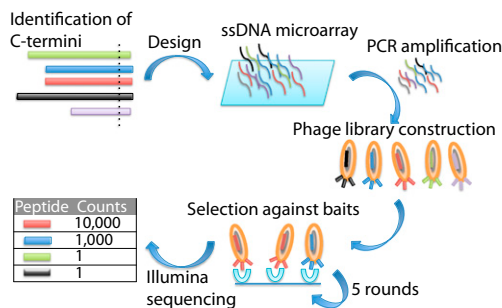 Identification of
C-termini
Design
ssDNA microarray
PCR amplification
Phage library construction
Selection against baits
5 rounds
Illumina
sequencing
Peptide Counts
10,000
1,000
1
1